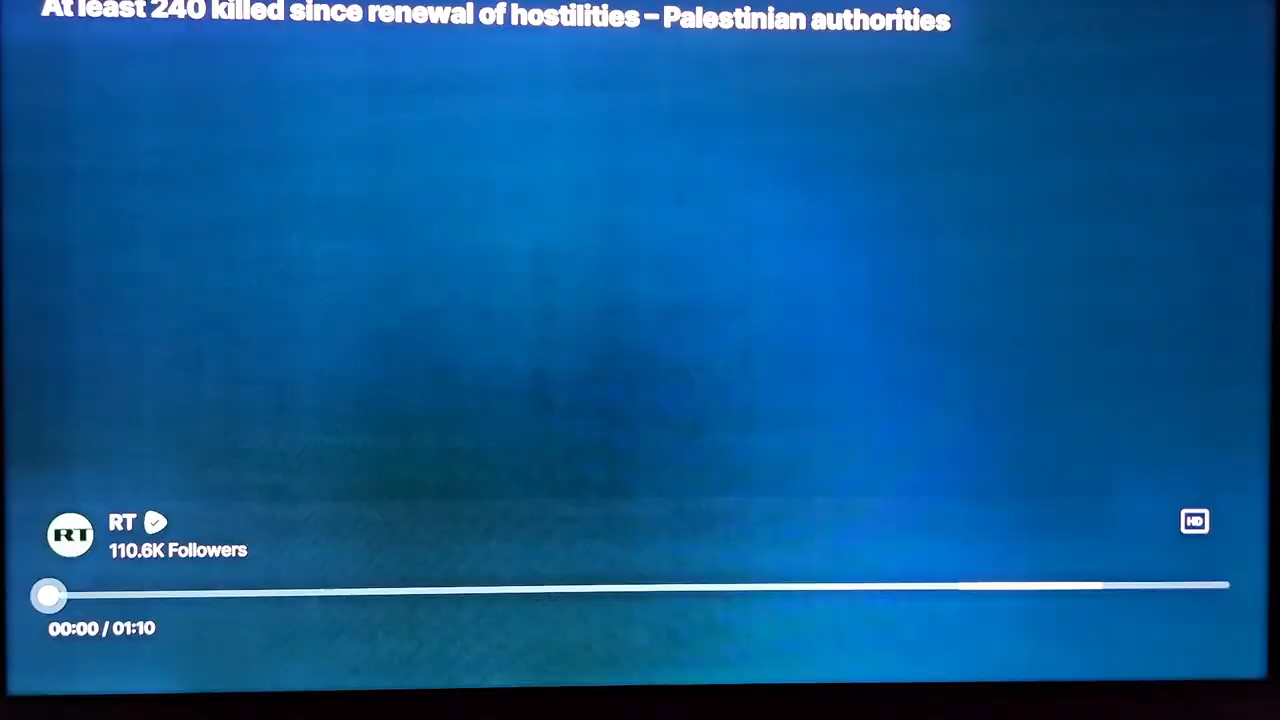 At least 240 killed since renewal of hostilities – Palestinian authorities
RT
RT
110.6K Followers
HD
00:00 / 01:10